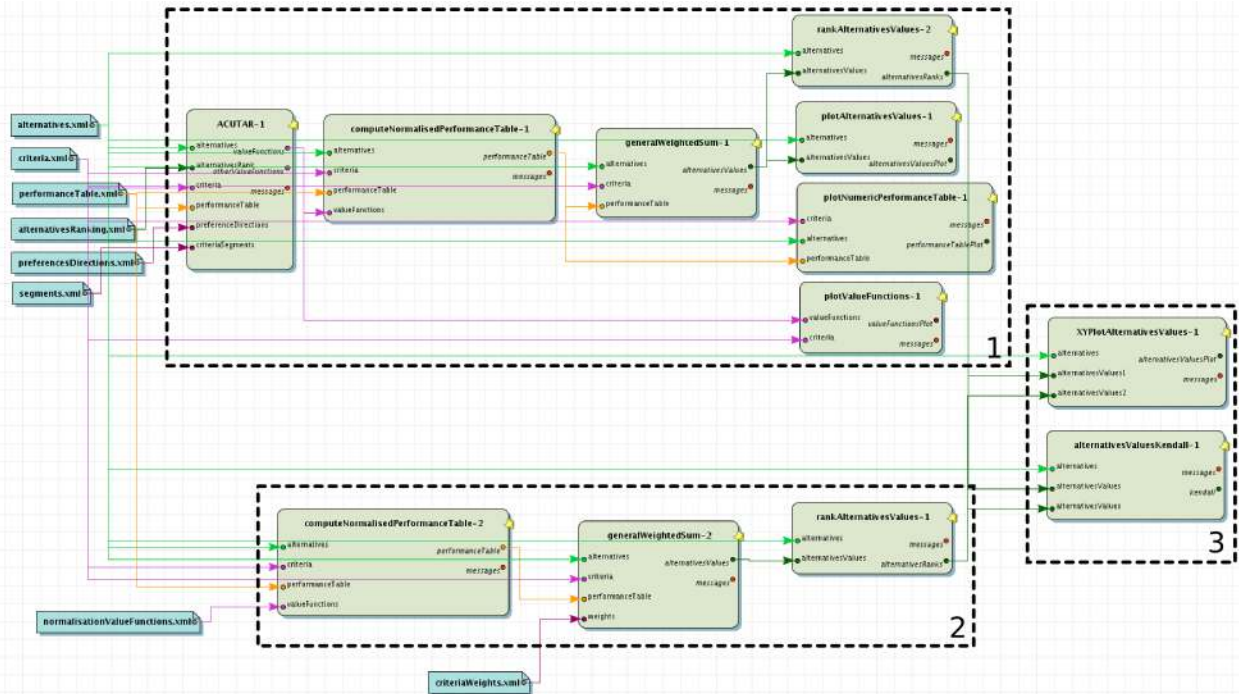 alternatives.xml
criteria.xml
performanceTable.xml
alternativesRanking.xml
preferencesDirections.xml
segments.xml
ACUTAR-1
alternatives
valueFunctions
alternativesRank
otherValueFunctions
criteria
messages
performanceTable
preferenceDirections
criteriaSegments
computeNormalisedPerformanceTable-1
alternatives
performanceTable
criteria
messages
performanceTable
valueFunctions
generalWeightedSum-1
alternatives
alternativesValues
criteria
messages
performanceTable
rankAlternativesValues-2
alternatives
messages
alternativesValues
alternativesRanks
plotAlternativesValues-1
alternatives
messages
alternativesValues
alternativesValuesPlot
plotNumericPerformanceTable-1
criteria
messages
alternatives
performanceTablePlot
performanceTable
plotValueFunctions-1
valueFunctions
valueFunctionsPlot
criteria
messages
1
XYPlotAlternativesValues-1
alternatives
alternativesValuesPlot
alternativesValues1
messages
alternativesValues2
alternativesValuesKendall-1
alternatives
messages
alternativesValues
kendall
alternativesValues
3
computeNormalisedPerformanceTable-2
alternatives
performanceTable
criteria
messages
performanceTable
valueFunctions
generalWeightedSum-2
alternatives
alternativesValues
criteria
messages
performanceTable
weights
rankAlternativesValues-1
alternatives
messages
alternativesValues
alternativesRanks
2
normalisationValueFunctions.xml
criteriaWeights.xml